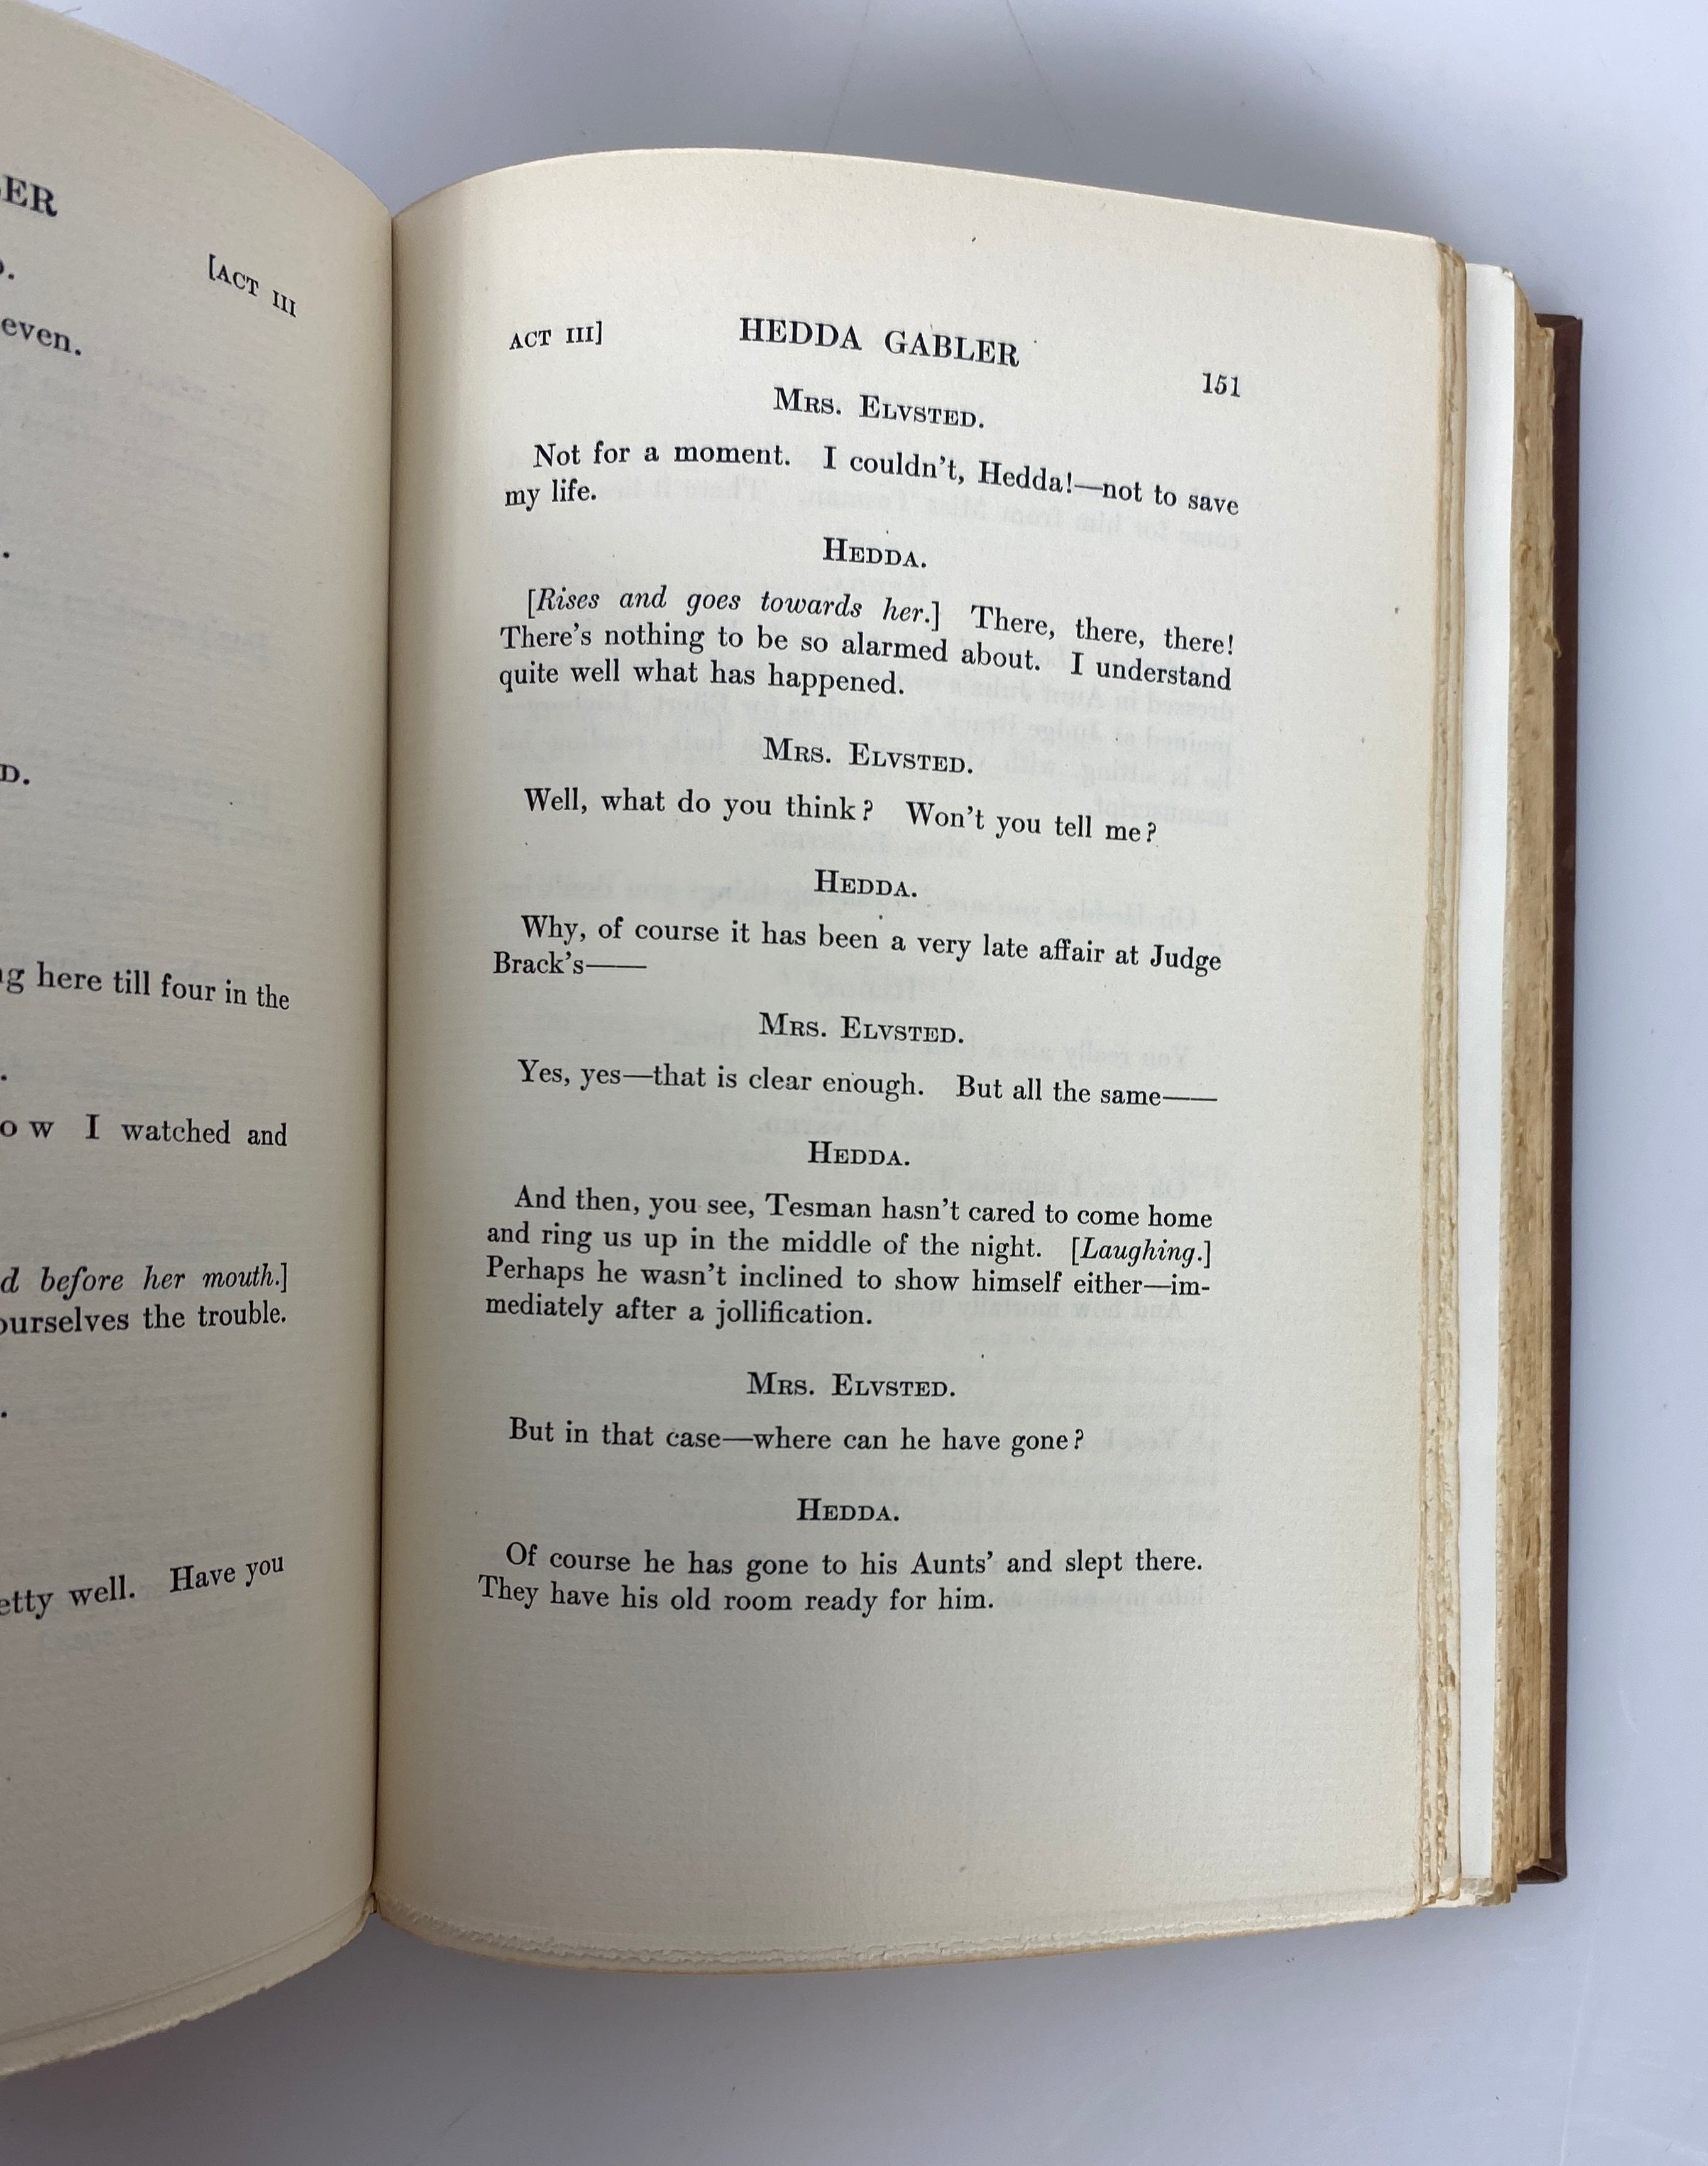 ER
[ACT III
even.
D.
here till four in the
I watched and
before her mouth.]
ourselves the trouble.
well. Have you
ACT III] HEDDA GABLER 151
MRS. ELVSTED.
Not for a moment. I couldn't, Hedda!—not to save
my life.
HEDDA.
[Rises and goes towards her.] There, there, there!
There's nothing to be so alarmed about. I understand
quite well what has happened.
MRS. ELVSTED.
Well, what do you think? Won't you tell me?
HEDDA.
Why, of course it has been a very late affair at Judge
Brack's——
MRS. ELVSTED.
Yes, yes—that is clear enough. But all the same——
HEDDA.
And then, you see, Tesman hasn't cared to come home
and ring us up in the middle of the night. [Laughing.]
Perhaps he wasn't inclined to show himself either—im-
mediately after a jollification.
MRS. ELVSTED.
But in that case—where can he have gone?
HEDDA.
Of course he has gone to his Aunts' and slept there.
They have his old room ready for him.